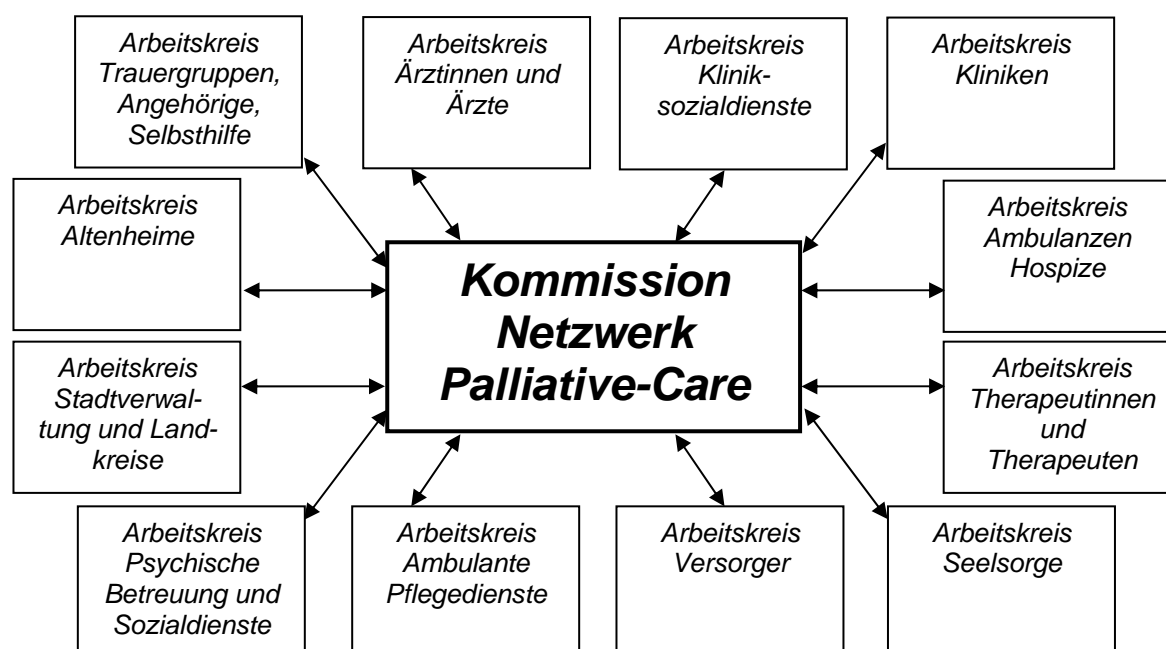 Arbeitskreis
Trauergruppen,
Angehörige,
Selbsthilfe
Arbeitskreis
Ärztinnen und
Ärzte
Arbeitskreis
Klinik-
sozialdienste
Arbeitskreis
Kliniken
Arbeitskreis
Altenheime
Arbeitskreis
Ambulanzen
Hospize
Kommission
Netzwerk
Palliative-Care
Arbeitskreis
Stadtverwal-
tung und Land-
kreise
Arbeitskreis
Therapeutinnen
und
Therapeuten
Arbeitskreis
Psychische
Betreuung und
Sozialdienste
Arbeitskreis
Ambulante
Pflegedienste
Arbeitskreis
Versorger
Arbeitskreis
Seelsorge